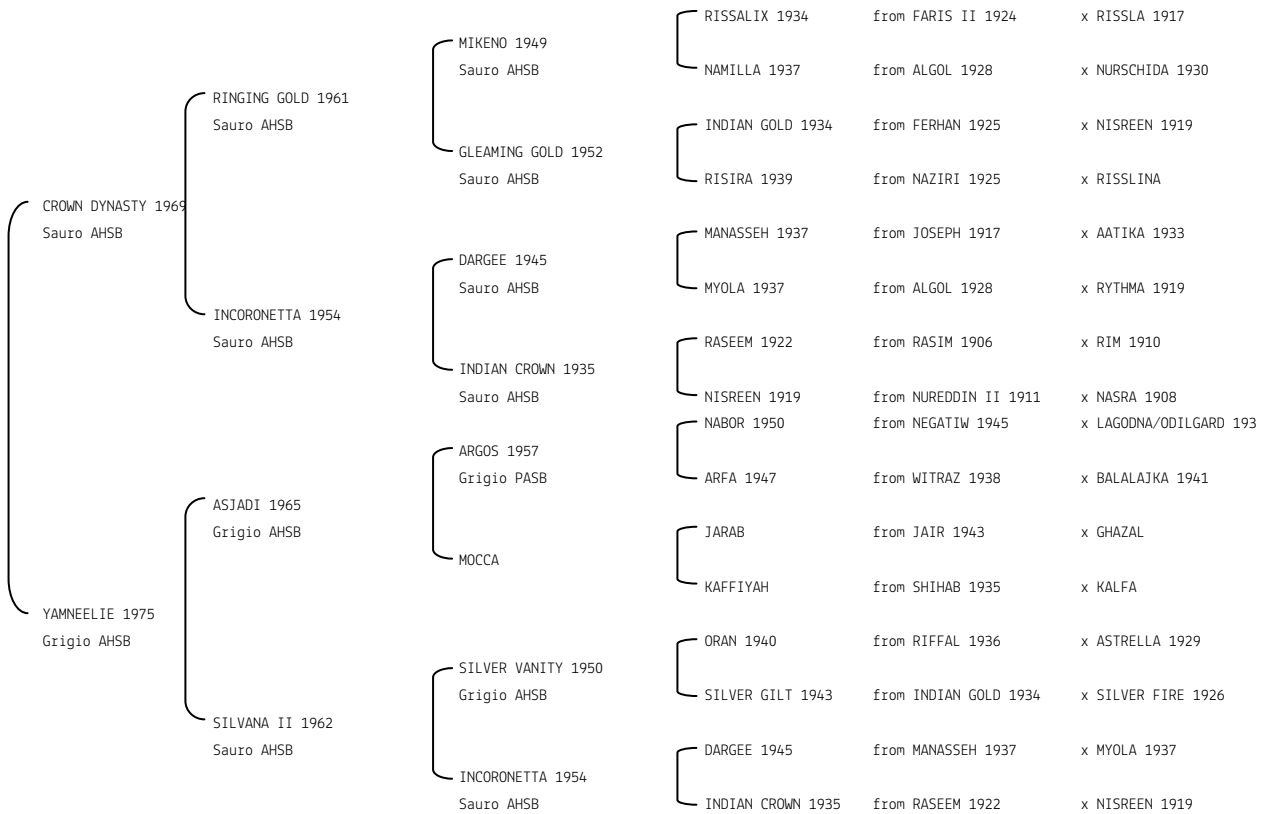 RISSALIX 1934 from FARIS II 1924 x RISSLA 1917
MIKENO 1949
Sauro AHSB NAMILLA 1937 from ALGOL 1928 x NURSCHIDA 1930
RINGING GOLD 1961
Sauro AHSB INDIAN GOLD 1934 from FERHAN 1925 x NISREEN 1919
GLEAMING GOLD 1952
Sauro AHSB RISIRA 1939 from NAZIRI 1925 x RISSLINA
CROWN DYNASTY 1969
Sauro AHSB MANASSEH 1937 from JOSEPH 1917 x AATIKA 1933
DARGEE 1945
Sauro AHSB MYOLA 1937 from ALGOL 1928 x RYTHMA 1919
INCORONETTA 1954
Sauro AHSB RASEEM 1922 from RASIM 1906 x RIM 1910
INDIAN CROWN 1935
Sauro AHSB NISREEN 1919 from NUREDDIN II 1911 x NASRA 1908
NABOR 1950 from NEGATIW 1945 x LAGODNA/ODILGARD 193
ARGOS 1957
Grigio PASB ARFA 1947 from WITRAZ 1938 x BALALAJKA 1941
ASJADI 1965
Grigio AHSB JARAB from JAIR 1943 x GHAZAL
MOCCA
KAFFIYAH from SHIHAB 1935 x KALFA
YAMNEELIE 1975
Grigio AHSB ORAN 1940 from RIFFAL 1936 x ASTRELLA 1929
SILVER VANITY 1950
Grigio AHSB SILVER GILT 1943 from INDIAN GOLD 1934 x SILVER FIRE 1926
SILVANA II 1962
Sauro AHSB DARGEE 1945 from MANASSEH 1937 x MYOLA 1937
INCORONETTA 1954
Sauro AHSB INDIAN CROWN 1935 from RASEEM 1922 x NISREEN 1919